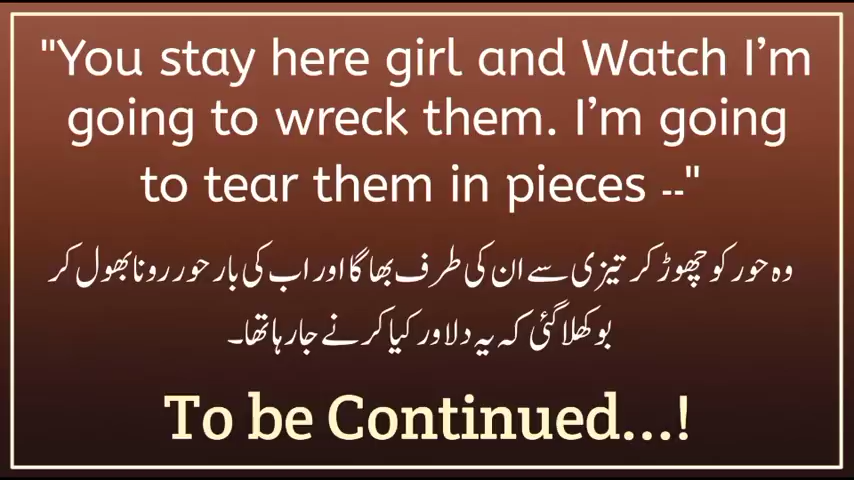 "You stay here girl and Watch I’m
going to wreck them. I’m going
to tear them in pieces --"
وہ حور کو چھوڑ کر تیزی سے ان کی طرف بھاگا اور اب کی بار حور رونا بھول کر
بوکھلا گئی کہ یہ دلاور کیا کرنے جا رہا تھا۔
To be Continued...!